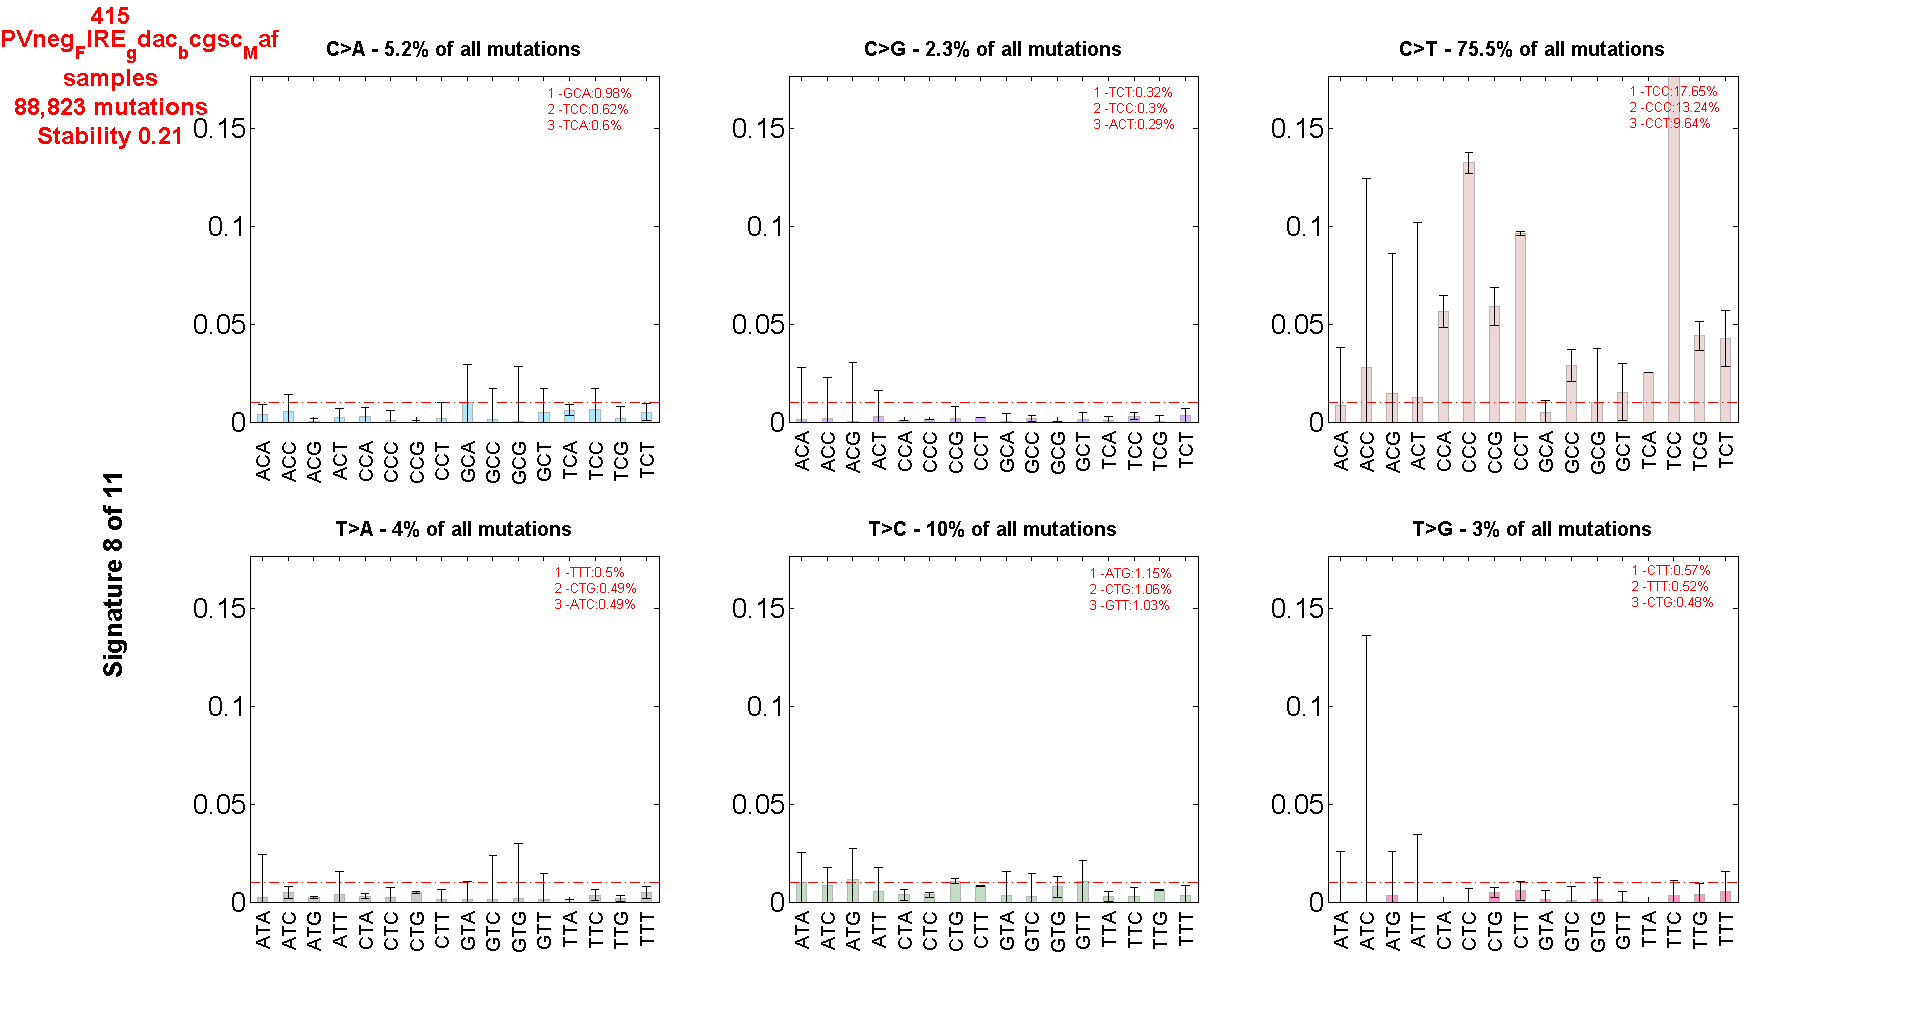 415
PVneg_FIRE_gdac_bcgsc_Maf
samples
88,823 mutations
Stability 0.21
Signature 8 of 11
C>A - 5.2% of all mutations
1 -GCA:0.98%
2 -TCC:0.62%
3 -TCA:0.6%
0.15
0.1
0.05
0
ACA ACC ACG ACT CCA CCC CCG CCT GCA GCC GCG GCT TCA TCC TCG TCT
C>G - 2.3% of all mutations
1 -TCT:0.32%
2 -TCC:0.3%
3 -ACT:0.29%
0.15
0.1
0.05
0
ACA ACC ACG ACT CCA CCC CCG CCT GCA GCC GCG GCT TCA TCC TCG TCT
C>T - 75.5% of all mutations
1 -TCC:17.65%
2 -CCC:13.24%
3 -CCT:9.64%
0.15
0.1
0.05
0
ACA ACC ACG ACT CCA CCC CCG CCT GCA GCC GCG GCT TCA TCC TCG TCT
T>A - 4% of all mutations
1 -TTT:0.5%
2 -CTG:0.49%
3 -ATC:0.49%
0.15
0.1
0.05
0
ATA ATC ATG ATT CTA CTC CTG CTT GTA GTC GTG GTT TTA TTC TTG TTT
T>C - 10% of all mutations
1 -ATG:1.15%
2 -CTG:1.06%
3 -GTT:1.03%
0.15
0.1
0.05
0
ATA ATC ATG ATT CTA CTC CTG CTT GTA GTC GTG GTT TTA TTC TTG TTT
T>G - 3% of all mutations
1 -CTT:0.57%
2 -TTT:0.52%
3 -CTG:0.48%
0.15
0.1
0.05
0
ATA ATC ATG ATT CTA CTC CTG CTT GTA GTC GTG GTT TTA TTC TTG TTT